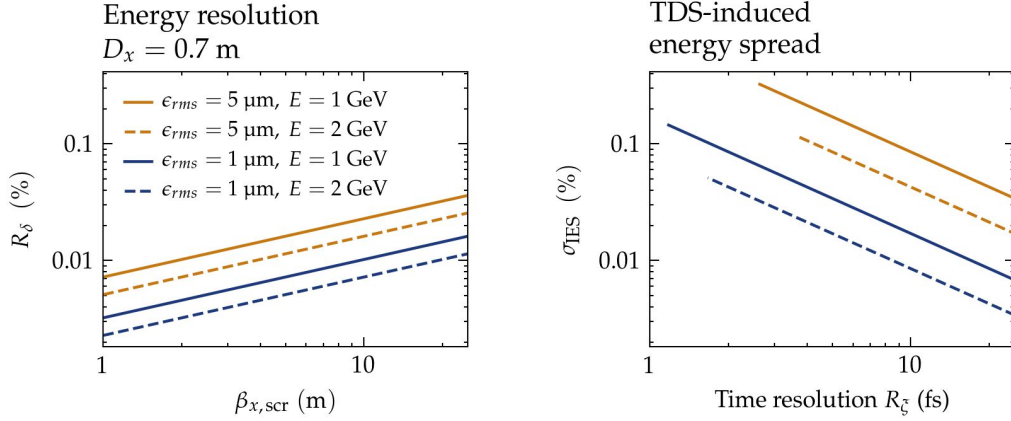 Energy resolution
D_x = 0.7 m
ϵ_rms = 5 µm, E = 1 GeV
ϵ_rms = 5 µm, E = 2 GeV
ϵ_rms = 1 µm, E = 1 GeV
ϵ_rms = 1 µm, E = 2 GeV
0.1
0.01
R_δ (%)
1
10
β_x,scr (m)
TDS-induced
energy spread
0.1
0.01
σ_IES (%)
1
10
Time resolution R_ξ (fs)